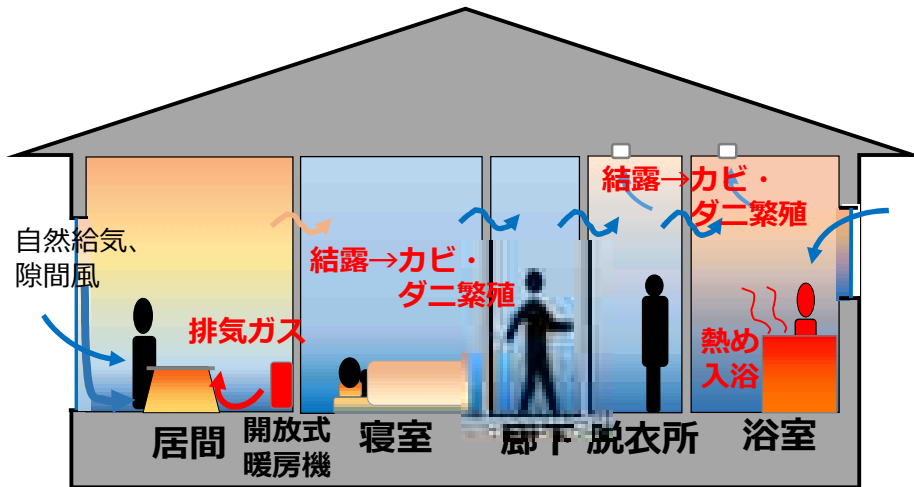 自然給気、
隙間風
排気ガス
結露→カビ・
ダニ繁殖
結露→カビ・
ダニ繁殖
熱め
入浴
居間
開放式
暖房機
寝室
廊下
脱衣所
浴室